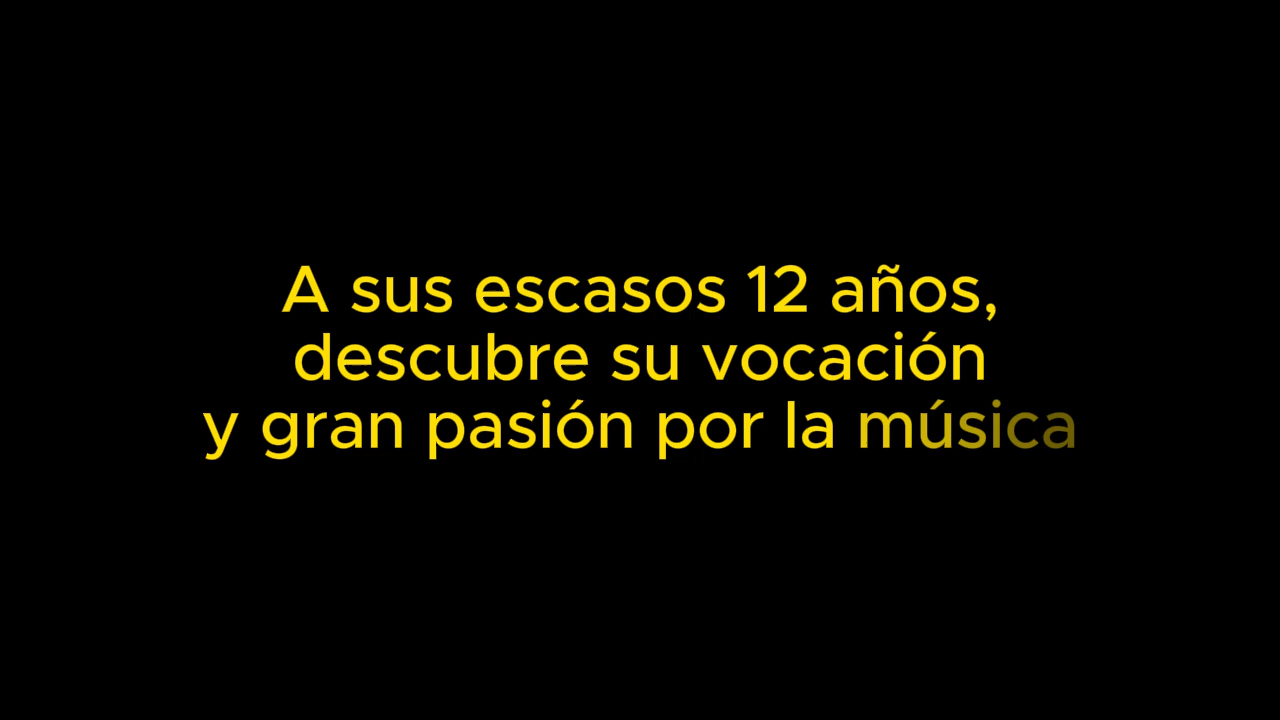 A sus escasos 12 años,
descubre su vocación
y gran pasión por la música